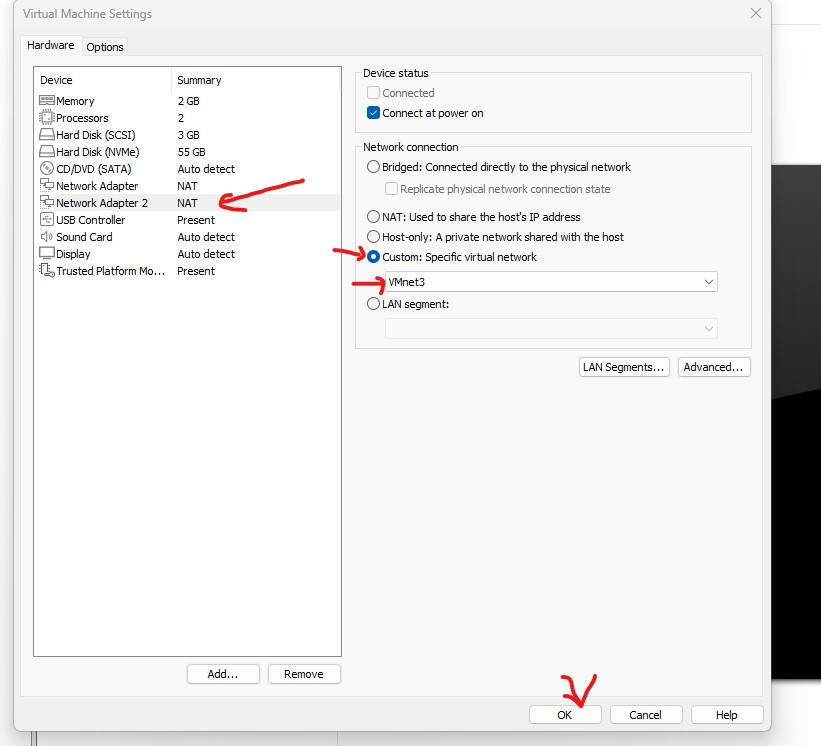 Virtual Machine Settings
Hardware Options
Device Summary
Memory 2 GB
Processors 2
Hard Disk (SCSI) 3 GB
Hard Disk (NVMe) 55 GB
CD/DVD (SATA) Auto detect
Network Adapter NAT
Network Adapter 2 NAT
USB Controller Present
Sound Card Auto detect
Display Auto detect
Trusted Platform Mo... Present
Add... Remove
Device status
Connected
Connect at power on
Network connection
Bridged: Connected directly to the physical network
Replicate physical network connection state
NAT: Used to share the host's IP address
Host-only: A private network shared with the host
Custom: Specific virtual network
VMnet3
LAN segment:
LAN Segments... Advanced...
OK Cancel Help